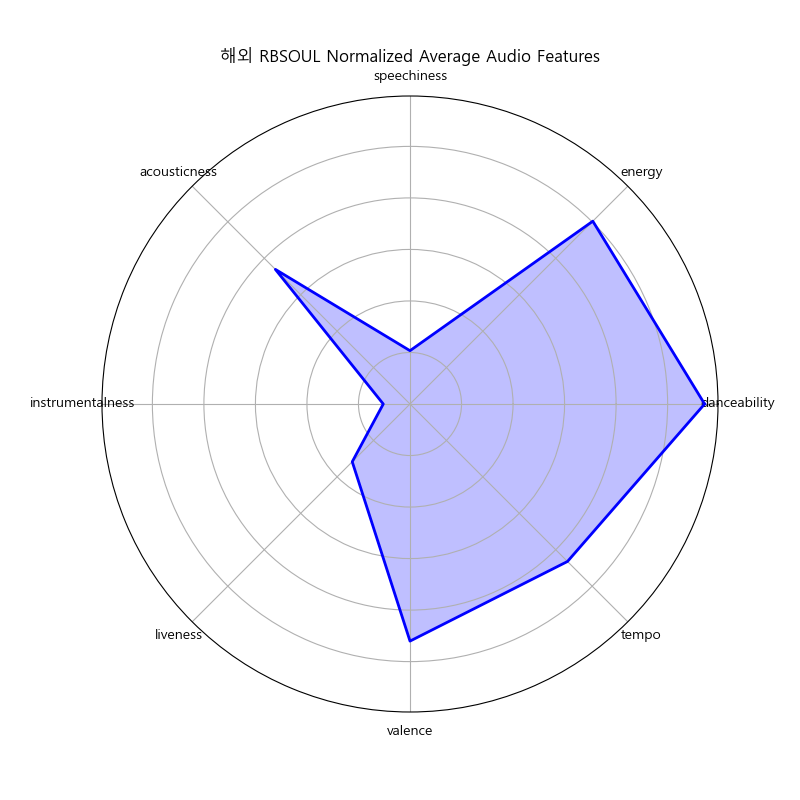 해외 RBSOUL Normalized Average Audio Features
speechiness
acousticness
energy
instrumentalness
danceability
liveness
tempo
valence